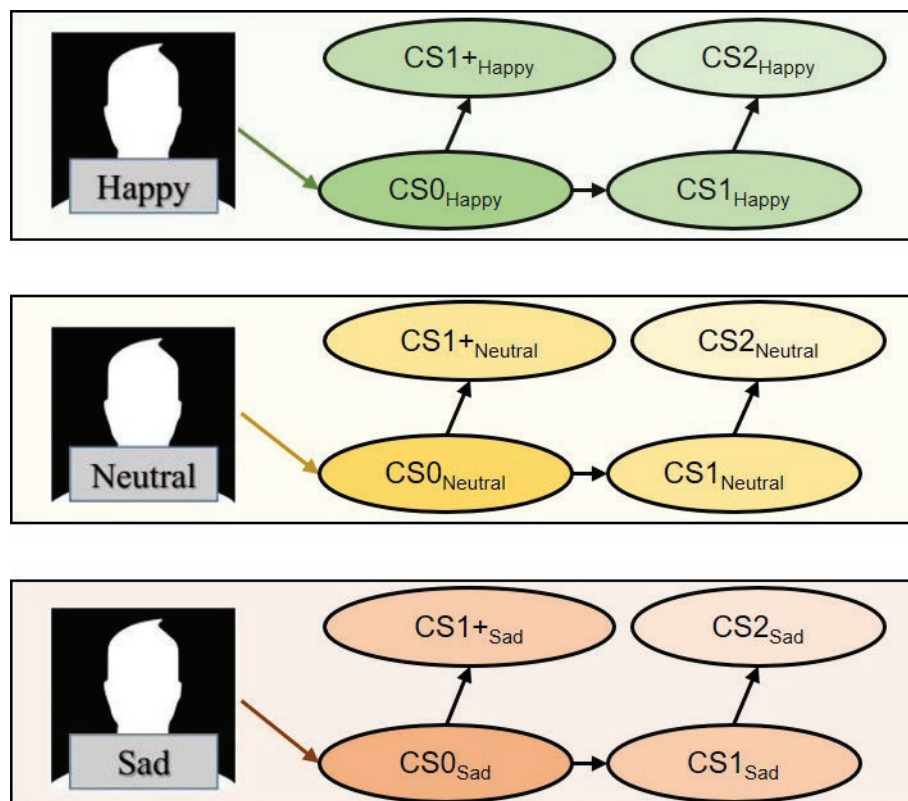 CS1+Happy
CS2Happy
Happy
CS0Happy
CS1Happy
CS1+Neutral
CS2Neutral
Neutral
CS0Neutral
CS1Neutral
CS1+Sad
CS2Sad
Sad
CS0Sad
CS1Sad